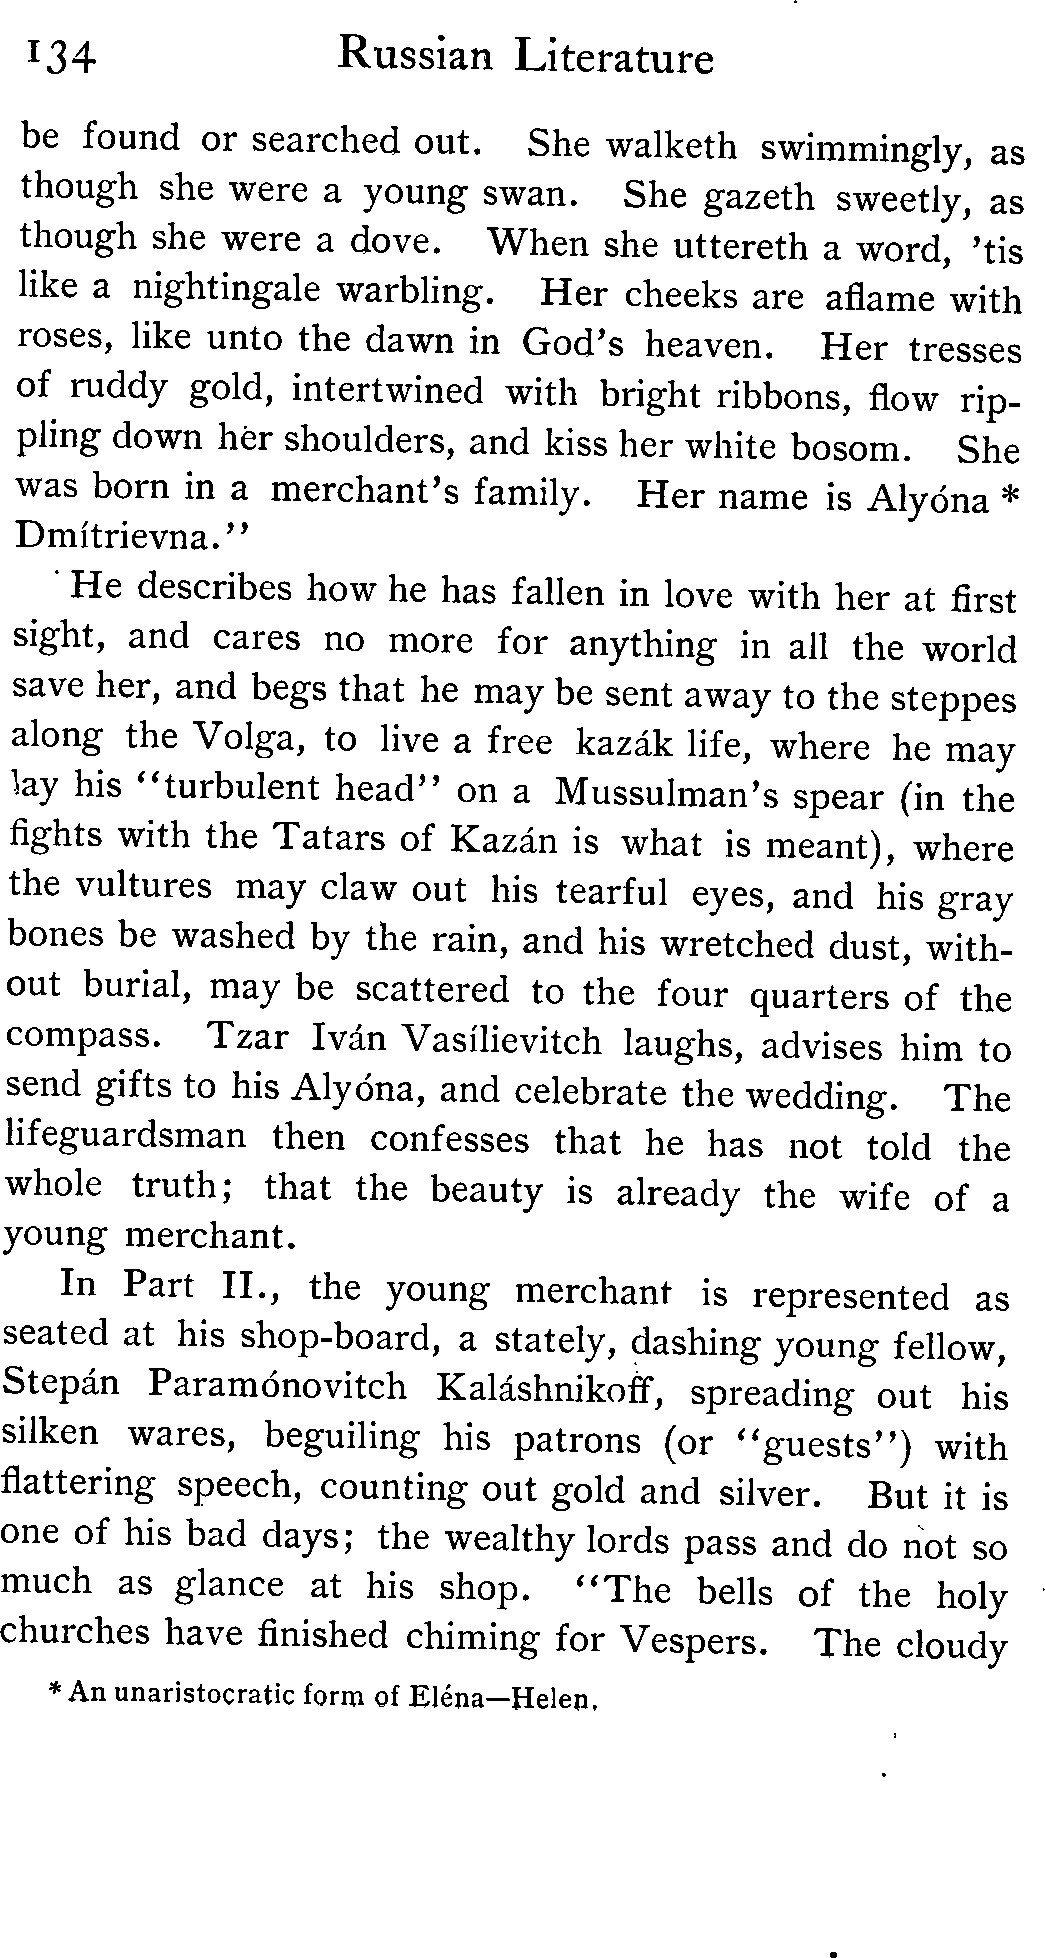 134 Russian Literature
be found or searched out. She walketh swimmingly, as
though she were a young swan. She gazeth sweetly, as
though she were a dove. When she uttereth a word, ’tis
like a nightingale warbling. Her cheeks are aflame with
roses, like unto the dawn in God’s heaven. Her tresses
of ruddy gold, intertwined with bright ribbons, flow rip-
pling down her shoulders, and kiss her white bosom. She
was born in a merchant’s family. Her name is Alyóna *
Dmítrievna.”
He describes how he has fallen in love with her at first
sight, and cares no more for anything in all the world
save her, and begs that he may be sent away to the steppes
along the Volga, to live a free kazák life, where he may
lay his “turbulent head” on a Mussulman’s spear (in the
fights with the Tatars of Kazán is what is meant), where
the vultures may claw out his tearful eyes, and his gray
bones be washed by the rain, and his wretched dust, with-
out burial, may be scattered to the four quarters of the
compass. Tzar Iván Vasílievitch laughs, advises him to
send gifts to his Alyóna, and celebrate the wedding. The
lifeguardsman then confesses that he has not told the
whole truth; that the beauty is already the wife of a
young merchant.
In Part II., the young merchant is represented as
seated at his shop-board, a stately, dashing young fellow,
Stepán Paramónovitch Kaláshnikoff, spreading out his
silken wares, beguiling his patrons (or “guests”) with
flattering speech, counting out gold and silver. But it is
one of his bad days; the wealthy lords pass and do not so
much as glance at his shop. “The bells of the holy
churches have finished chiming for Vespers. The cloudy
* An unaristocratic form of Eléna—Helen.